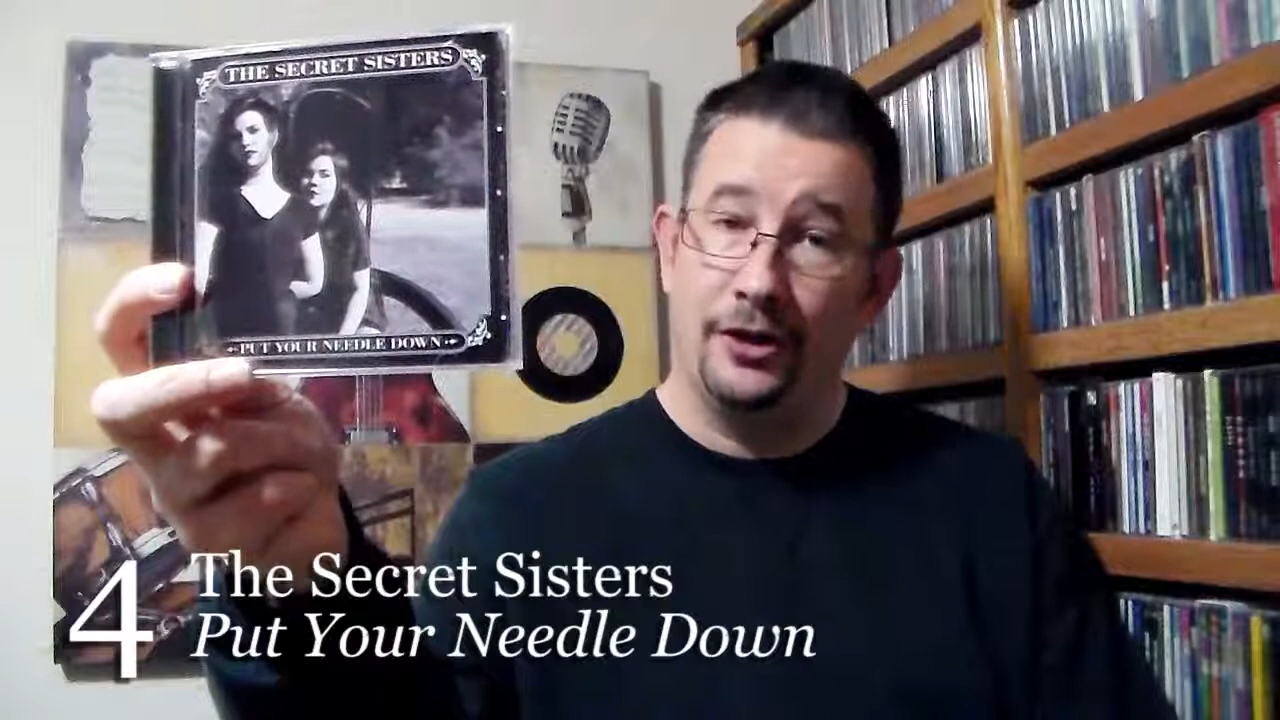 THE SECRET SISTERS
PUT YOUR NEEDLE DOWN
4
The Secret Sisters
Put Your Needle Down